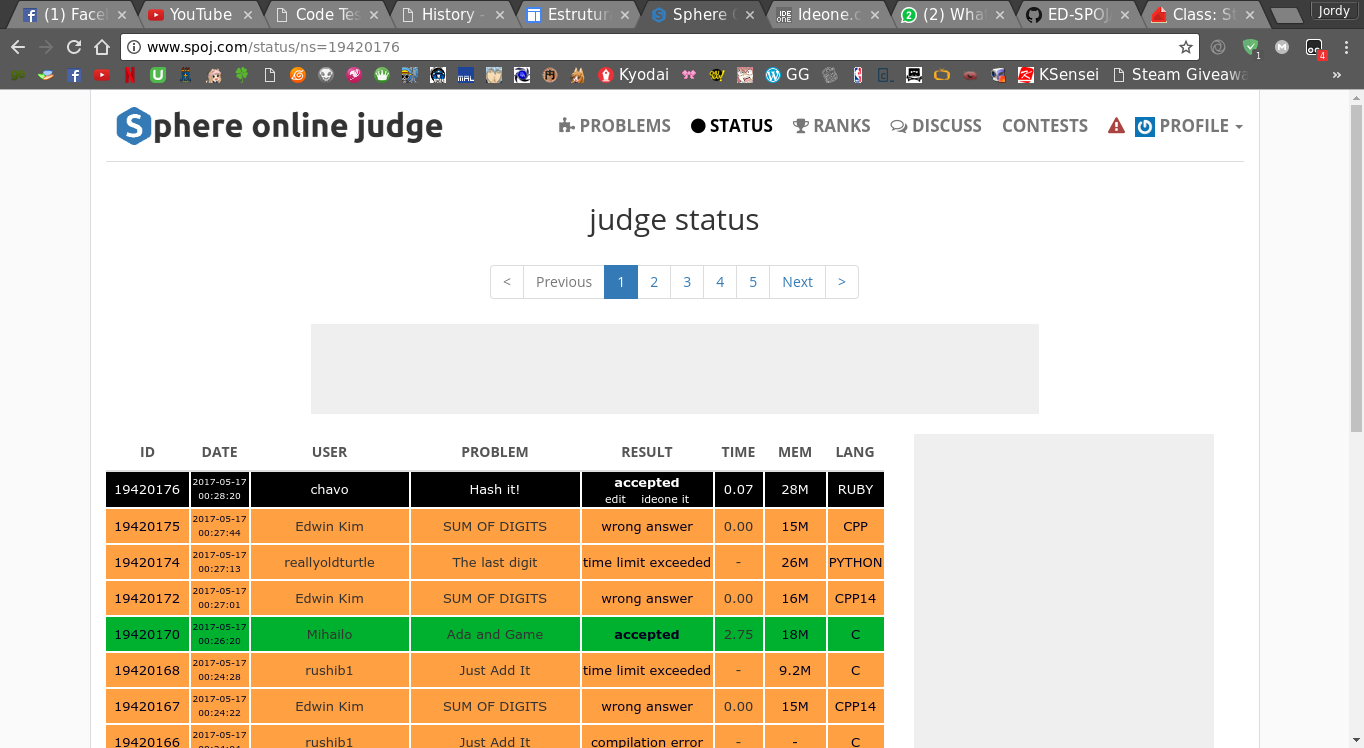 (1) Face
YouTube
Code Tes
History -
Estrutur
Sphere
Ideone.c
(2) What
ED-SPOJ
Class: St
Jordy
www.spoj.com/status/ns=19420176
1
M
4
Kyodai
GG
KSensei
Steam Giveawa
»
Sphere online judge
PROBLEMS
STATUS
RANKS
DISCUSS
CONTESTS
PROFILE
judge status
< Previous 1 2 3 4 5 Next >
ID DATE USER PROBLEM RESULT TIME MEM LANG
19420176 2017-05-17 00:28:20 chavo Hash it! accepted edit ideone it 0.07 28M RUBY
19420175 2017-05-17 00:27:44 Edwin Kim SUM OF DIGITS wrong answer 0.00 15M CPP
19420174 2017-05-17 00:27:13 reallyoldturtle The last digit time limit exceeded - 26M PYTHON
19420172 2017-05-17 00:27:01 Edwin Kim SUM OF DIGITS wrong answer 0.00 16M CPP14
19420170 2017-05-17 00:26:20 Mihailo Ada and Game accepted 2.75 18M C
19420168 2017-05-17 00:24:28 rushib1 Just Add It time limit exceeded - 9.2M C
19420167 2017-05-17 00:24:22 Edwin Kim SUM OF DIGITS wrong answer 0.00 15M CPP14
19420166 2017-05-17 rushib1 Just Add It compilation error - - C